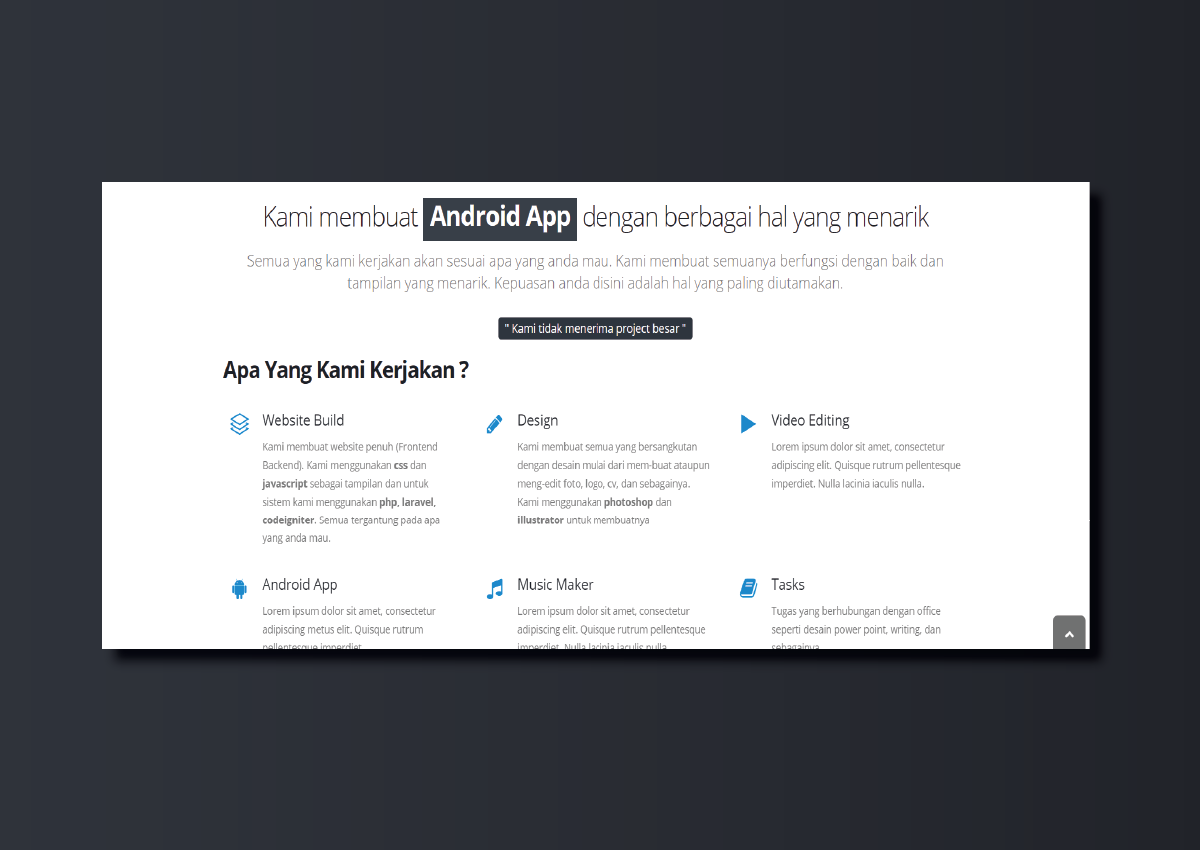 Kami membuat Android App dengan berbagai hal yang menarik
Semua yang kami kerjakan akan sesuai apa yang anda mau. Kami membuat semuanya berfungsi dengan baik dan
tampilan yang menarik. Kepuasan anda disini adalah hal yang paling diutamakan.
" Kami tidak menerima project besar "
Apa Yang Kami Kerjakan ?
Website Build
Kami membuat website penuh (Frontend
Backend). Kami menggunakan css dan
javascript sebagai tampilan dan untuk
sistem kami menggunakan php, laravel,
codeigniter. Semua tergantung pada apa
yang anda mau.
Design
Kami membuat semua yang bersangkutan
dengan desain mulai dari mem-buat ataupun
meng-edit foto, logo, cv, dan sebagainya.
Kami menggunakan photoshop dan
illustrator untuk membuatnya
Video Editing
Lorem ipsum dolor sit amet, consectetur
adipiscing elit. Quisque rutrum pellentesque
imperdiet. Nulla lacinia iaculis nulla.
Android App
Lorem ipsum dolor sit amet, consectetur
adipiscing metus elit. Quisque rutrum
pellentesque imperdiet.
Music Maker
Lorem ipsum dolor sit amet, consectetur
adipiscing elit. Quisque rutrum pellentesque
imperdiet. Nulla lacinia iaculis nulla.
Tasks
Tugas yang berhubungan dengan office
seperti desain power point, writing, dan
sebagainya.